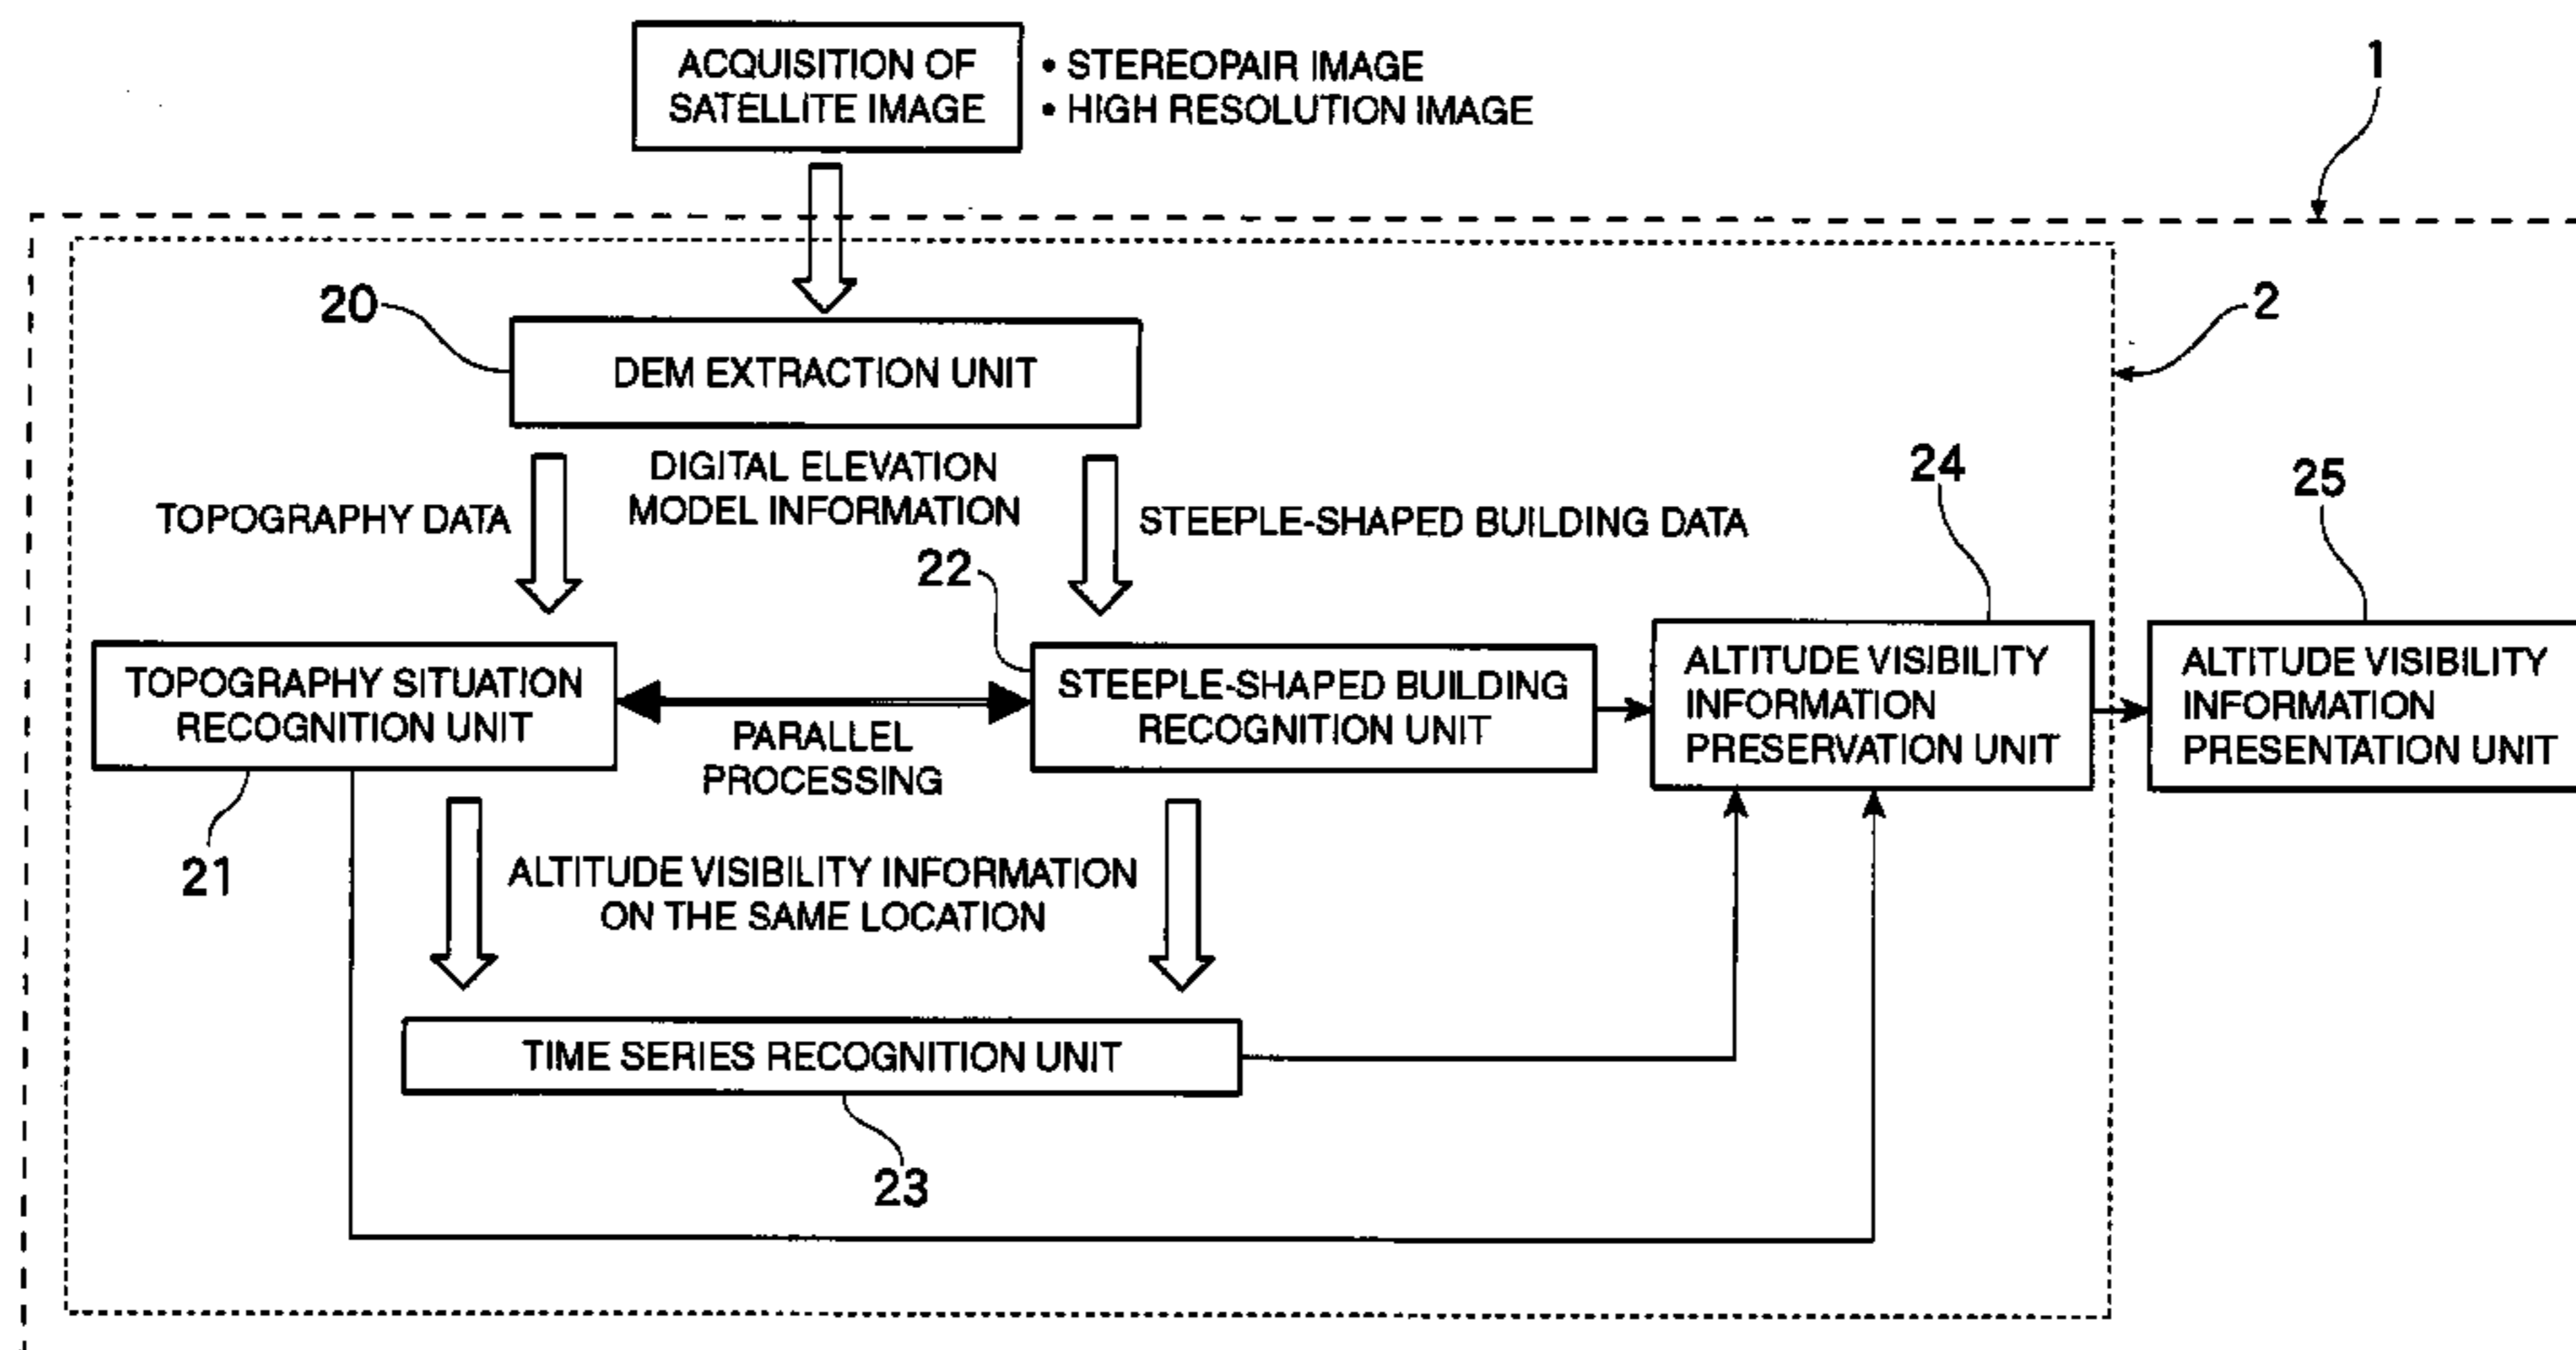 ACQUISITION OF
SATELLITE IMAGE
• STEREOPAIR IMAGE
• HIGH RESOLUTION IMAGE
1
20
2
DEM EXTRACTION UNIT
DIGITAL ELEVATION
MODEL INFORMATION
TOPOGRAPHY DATA
STEEPLE-SHAPED BUILDING DATA
24
25
22
TOPOGRAPHY SITUATION
RECOGNITION UNIT
STEEPLE-SHAPED BUILDING
RECOGNITION UNIT
ALTITUDE VISIBILITY
INFORMATION
PRESERVATION UNIT
ALTITUDE VISIBILITY
INFORMATION
PRESENTATION UNIT
PARALLEL
PROCESSING
21
ALTITUDE VISIBILITY INFORMATION
ON THE SAME LOCATION
TIME SERIES RECOGNITION UNIT
23